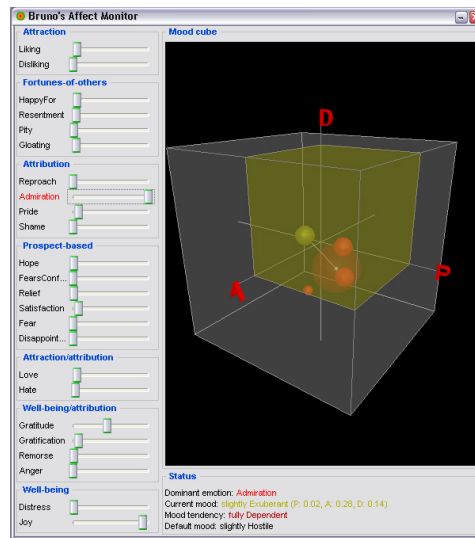 Bruno's Affect Monitor
Attraction
Liking
Disliking
Fortunes-of-others
HappyFor
Resentment
Pity
Gloating
Attribution
Reproach
Admiration
Pride
Shame
Prospect-based
Hope
FearsConf...
Relief
Satisfaction
Fear
Disappoint...
Attraction/attribution
Love
Hate
Well-being/attribution
Gratitude
Gratification
Remorse
Anger
Well-being
Distress
Joy
Mood cube
D
A
P
Status
Dominant emotion: Admiration
Current mood: slightly Exuberant (P: 0.02, A: 0.26, D: 0.14)
Mood tendency: fully Dependent
Default mood: slightly Hostile